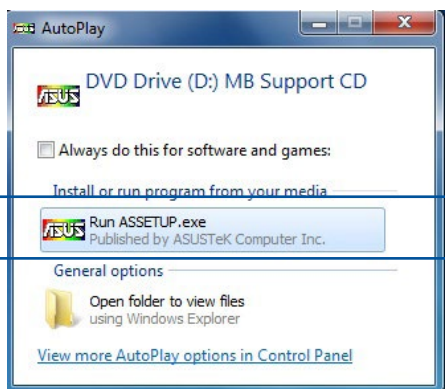 AutoPlay
DVD Drive (D:) MB Support CD
ASUS
Always do this for software and games:
Install or run program from your media
ASUS
Run ASSETUP.exe
Published by ASUSTeK Computer Inc.
General options
Open folder to view files
using Windows Explorer
View more AutoPlay options in Control Panel